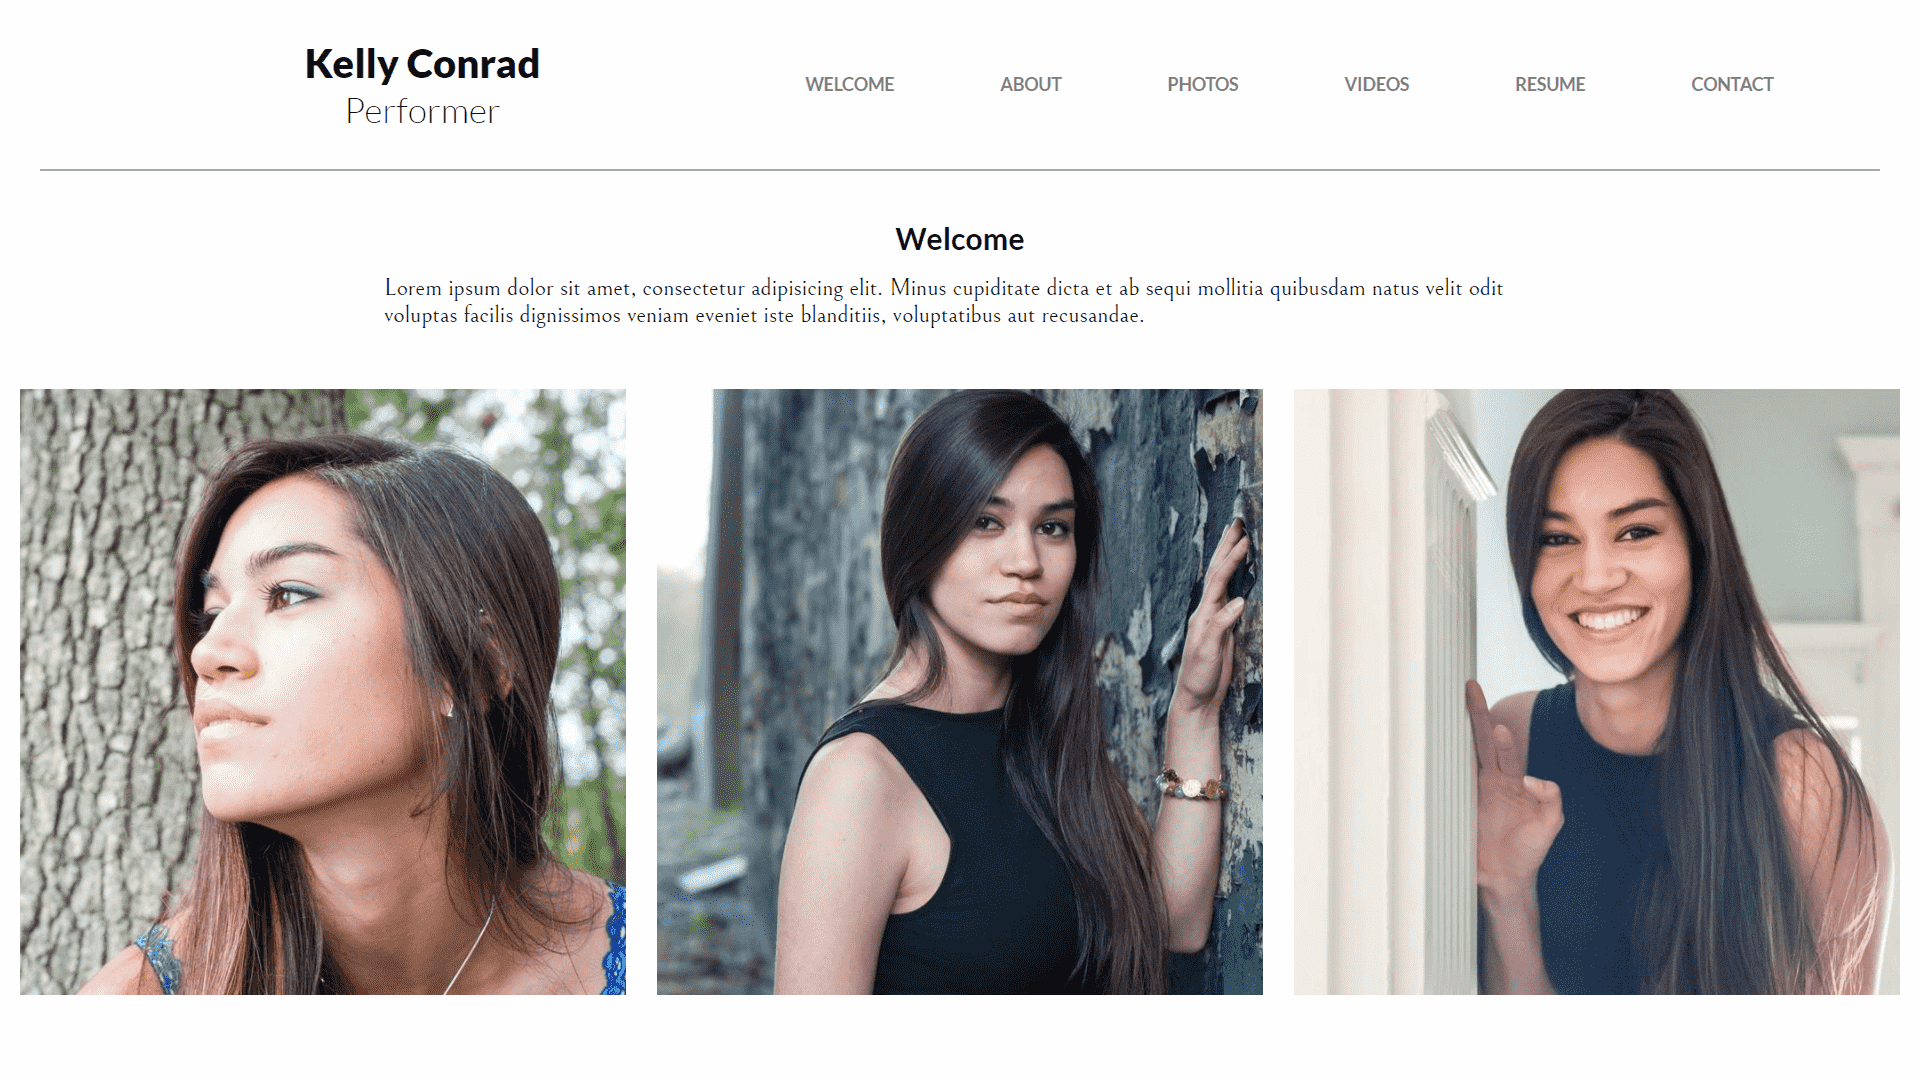 Kelly Conrad
Performer
WELCOME ABOUT PHOTOS VIDEOS RESUME CONTACT
Welcome
Lorem ipsum dolor sit amet, consectetur adipisicing elit. Minus cupiditate dicta et ab sequi mollitia quibusdam natus velit odit
voluptas facilis dignissimos veniam eveniet iste blanditiis, voluptatibus aut recusandae.